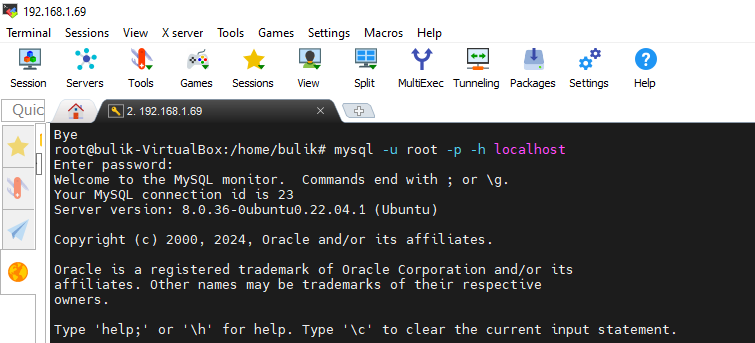 192.168.1.69
Terminal Sessions View X server Tools Games Settings Macros Help
Session Servers Tools Games Sessions View Split MultiExec Tunneling Packages Settings Help
Quic
2. 192.168.1.69
Bye
root@bulik-VirtualBox:/home/bulik# mysql -u root -p -h localhost
Enter password:
Welcome to the MySQL monitor.  Commands end with ; or \g.
Your MySQL connection id is 23
Server version: 8.0.36-0ubuntu0.22.04.1 (Ubuntu)
Copyright (c) 2000, 2024, Oracle and/or its affiliates.
Oracle is a registered trademark of Oracle Corporation and/or its
affiliates. Other names may be trademarks of their respective
owners.
Type 'help;' or '\h' for help. Type '\c' to clear the current input statement.